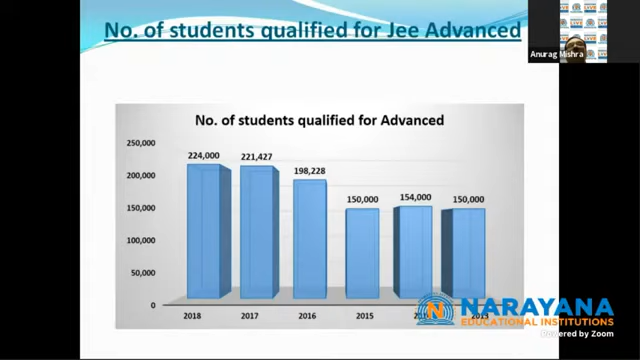 No. of students qualified for Jee Advanced
Anurag Mishra
No. of students qualified for Advanced
250,000
200,000
150,000
100,000
50,000
0
224,000
221,427
198,228
150,000
154,000
150,000
2018
2017
2016
2015
2013
NARAYANA
EDUCATIONAL INSTITUTIONS
Powered by Zoom